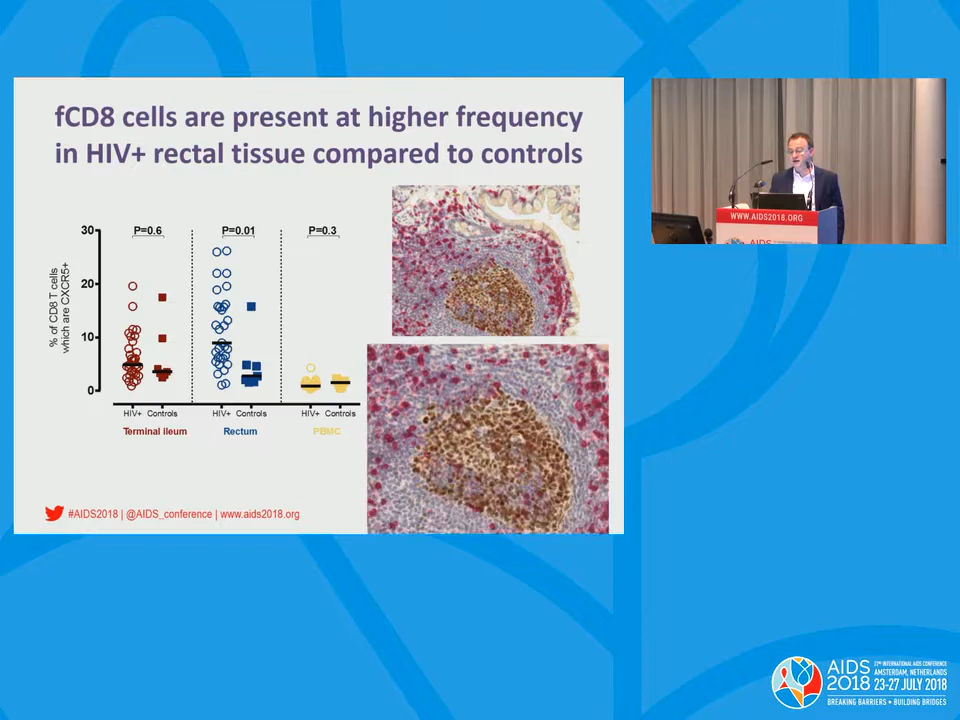 fCD8 cells are present at higher frequency
in HIV+ rectal tissue compared to controls
% of CD8 T cells
which are CXCR5+
30
20
10
0
P=0.6
P=0.01
P=0.3
HIV+ Controls
HIV+ Controls
HIV+ Controls
Terminal ileum
Rectum
PBMC
#AIDS2018 | @AIDS_conference | www.aids2018.org
WWW.AIDS2018.ORG
AIDS
AIDS
2018
22ND INTERNATIONAL AIDS CONFERENCE
AMSTERDAM, NETHERLANDS
23-27 JULY 2018
BREAKING BARRIERS • BUILDING BRIDGES